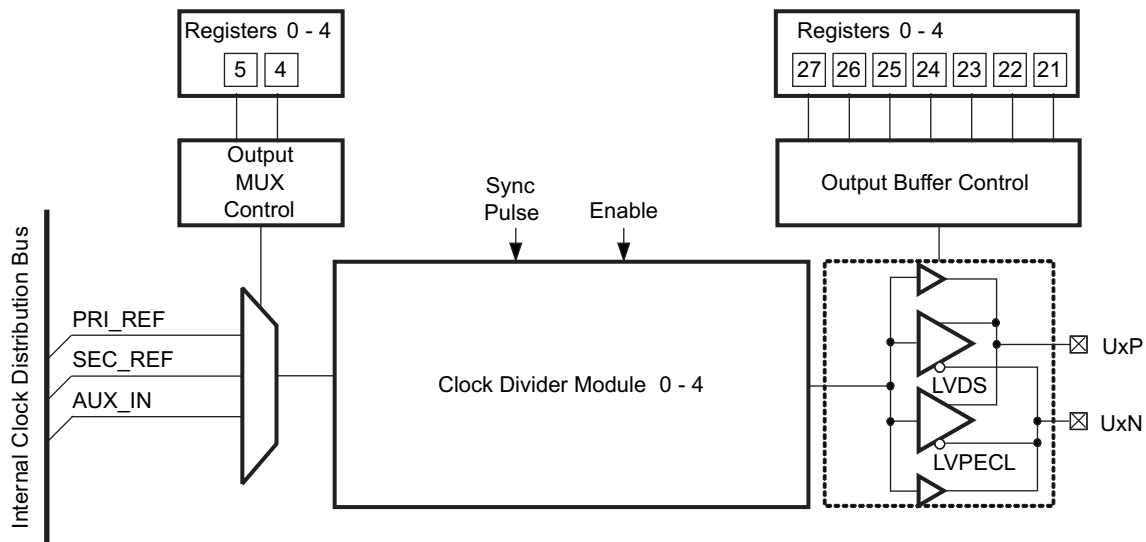 Registers 0 - 4
5 4
Output
MUX
Control
Registers 0 - 4
27 26 25 24 23 22 21
Output Buffer Control
Sync
Pulse
Enable
Internal Clock Distribution Bus
PRI_REF
SEC_REF
AUX_IN
Clock Divider Module 0 - 4
LVDS
LVPECL
UxP
UxN